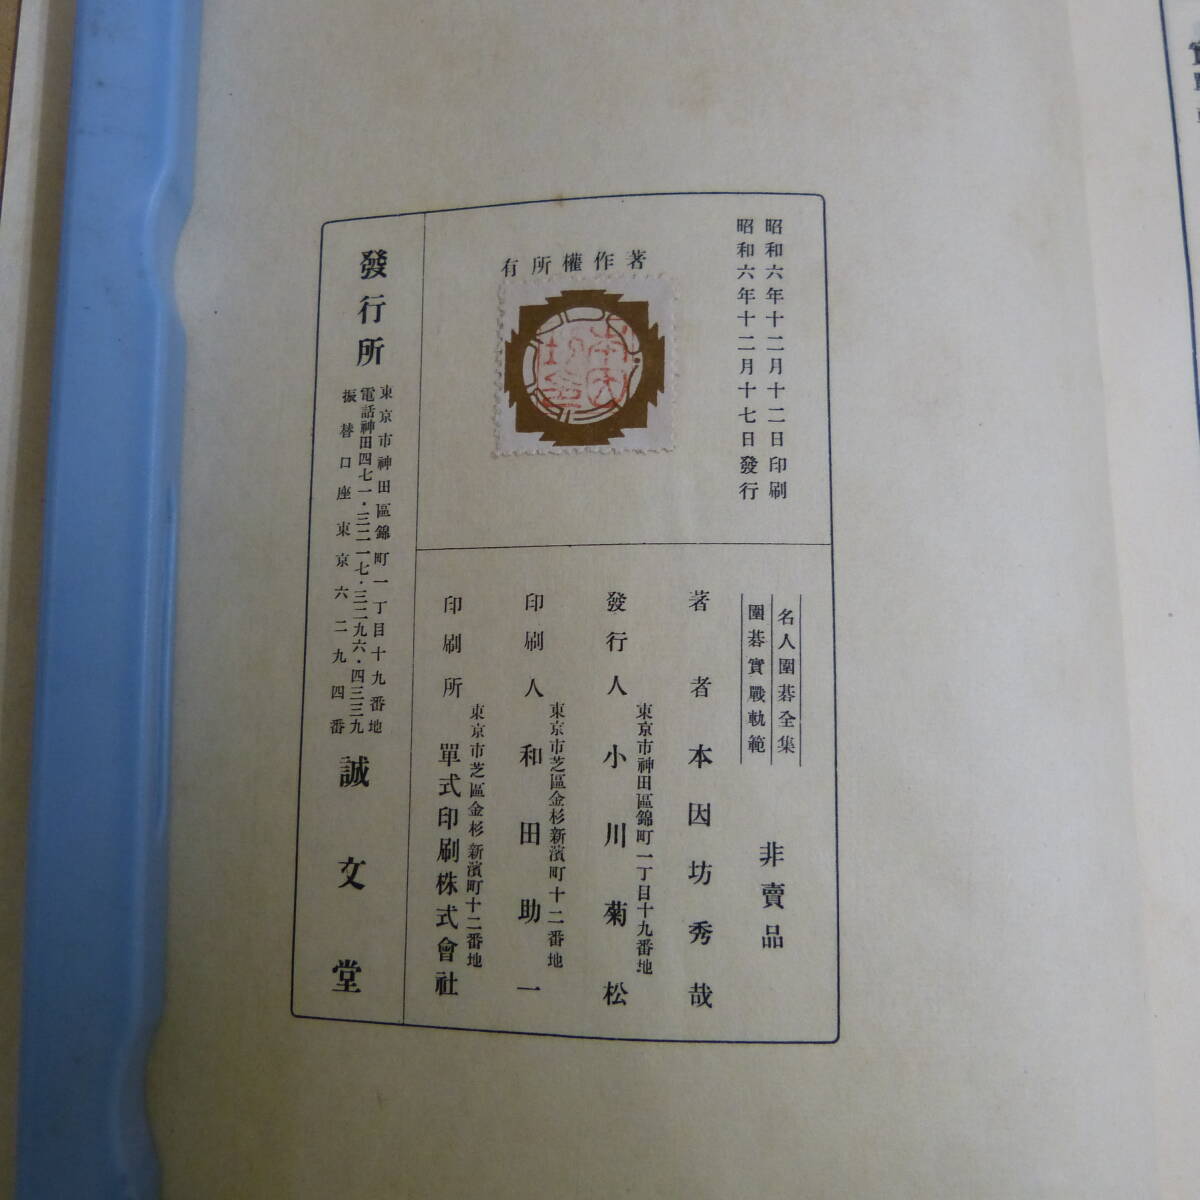 昭和六年十二月十二日印刷
昭和六年十二月十七日發行
著作權所有
名人圍碁全集
圍碁實戰軌範
非賣品
著者 本因坊秀哉
東京市神田區錦町一丁目十九番地
發行人 小川菊松
東京市芝區金杉新濱町十二番地
印刷人 和田助一
東京市芝區金杉新濱町十二番地
印刷所 單式印刷株式會社
發行所
東京市神田區錦町一丁目十九番地
電話神田四七一・三二一七・三二九六・四三三九
振替口座東京六二九四番
誠文堂